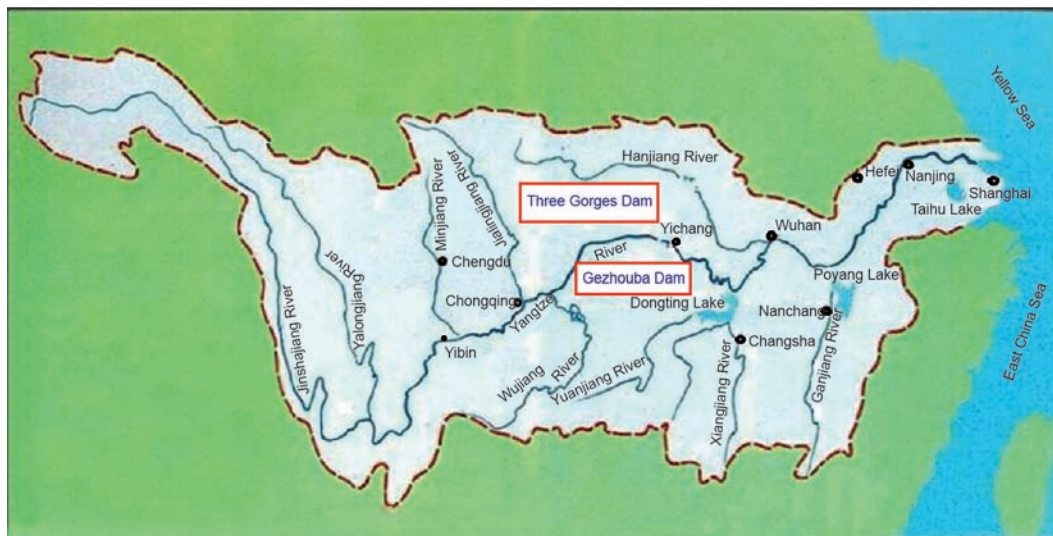 Yellow Sea
Hanjiang River
Hefei
Nanjing
Shanghai
Taihu Lake
Minjiang River
Jialingjiang River
Three Gorges Dam
Yichang
Wuhan
Chengdu
River
Gezhouba Dam
Poyang Lake
Jinshajiang River
Yalongjiang River
Chongqing
Yangtze
Dongting Lake
Nanchang
East China Sea
Yibin
Changsha
Wujiang
River
Yuanjiang River
Xiangjiang River
Ganjiang River